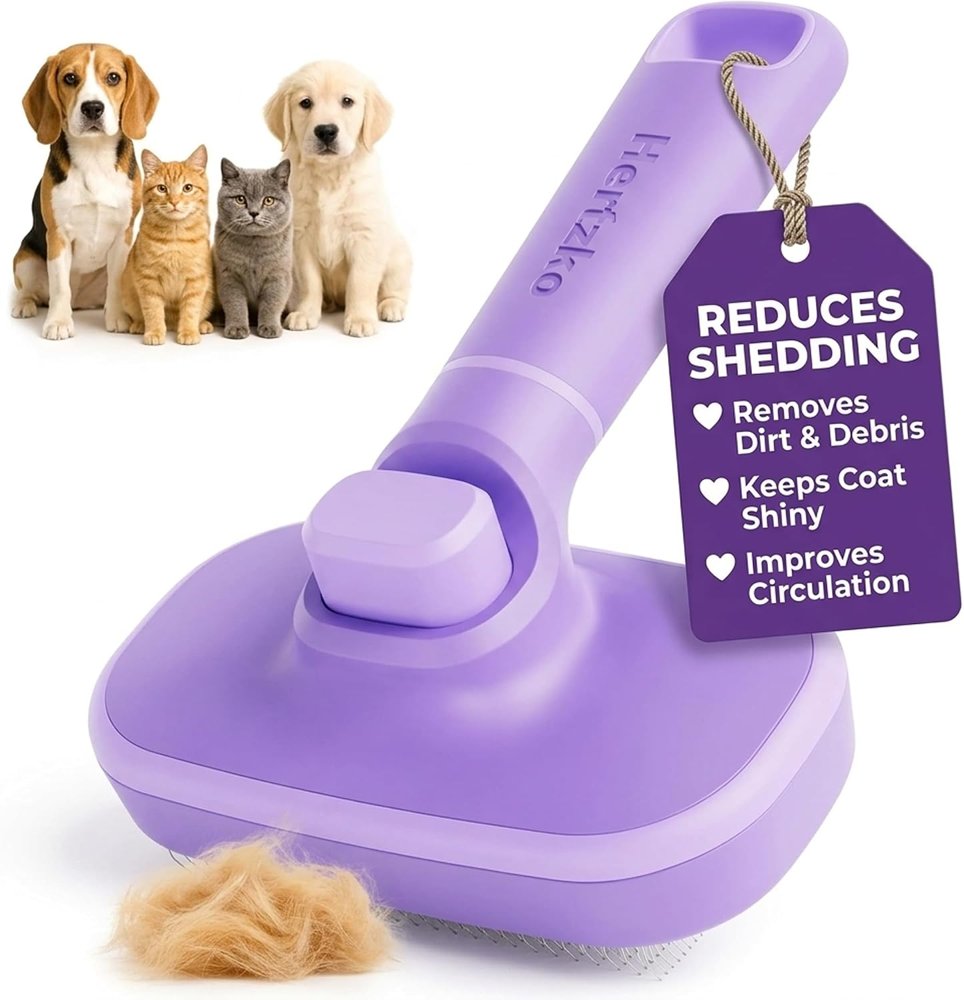 Hertzko
REDUCES
SHEDDING
Removes
Dirt & Debris
Keeps Coat
Shiny
Improves
Circulation